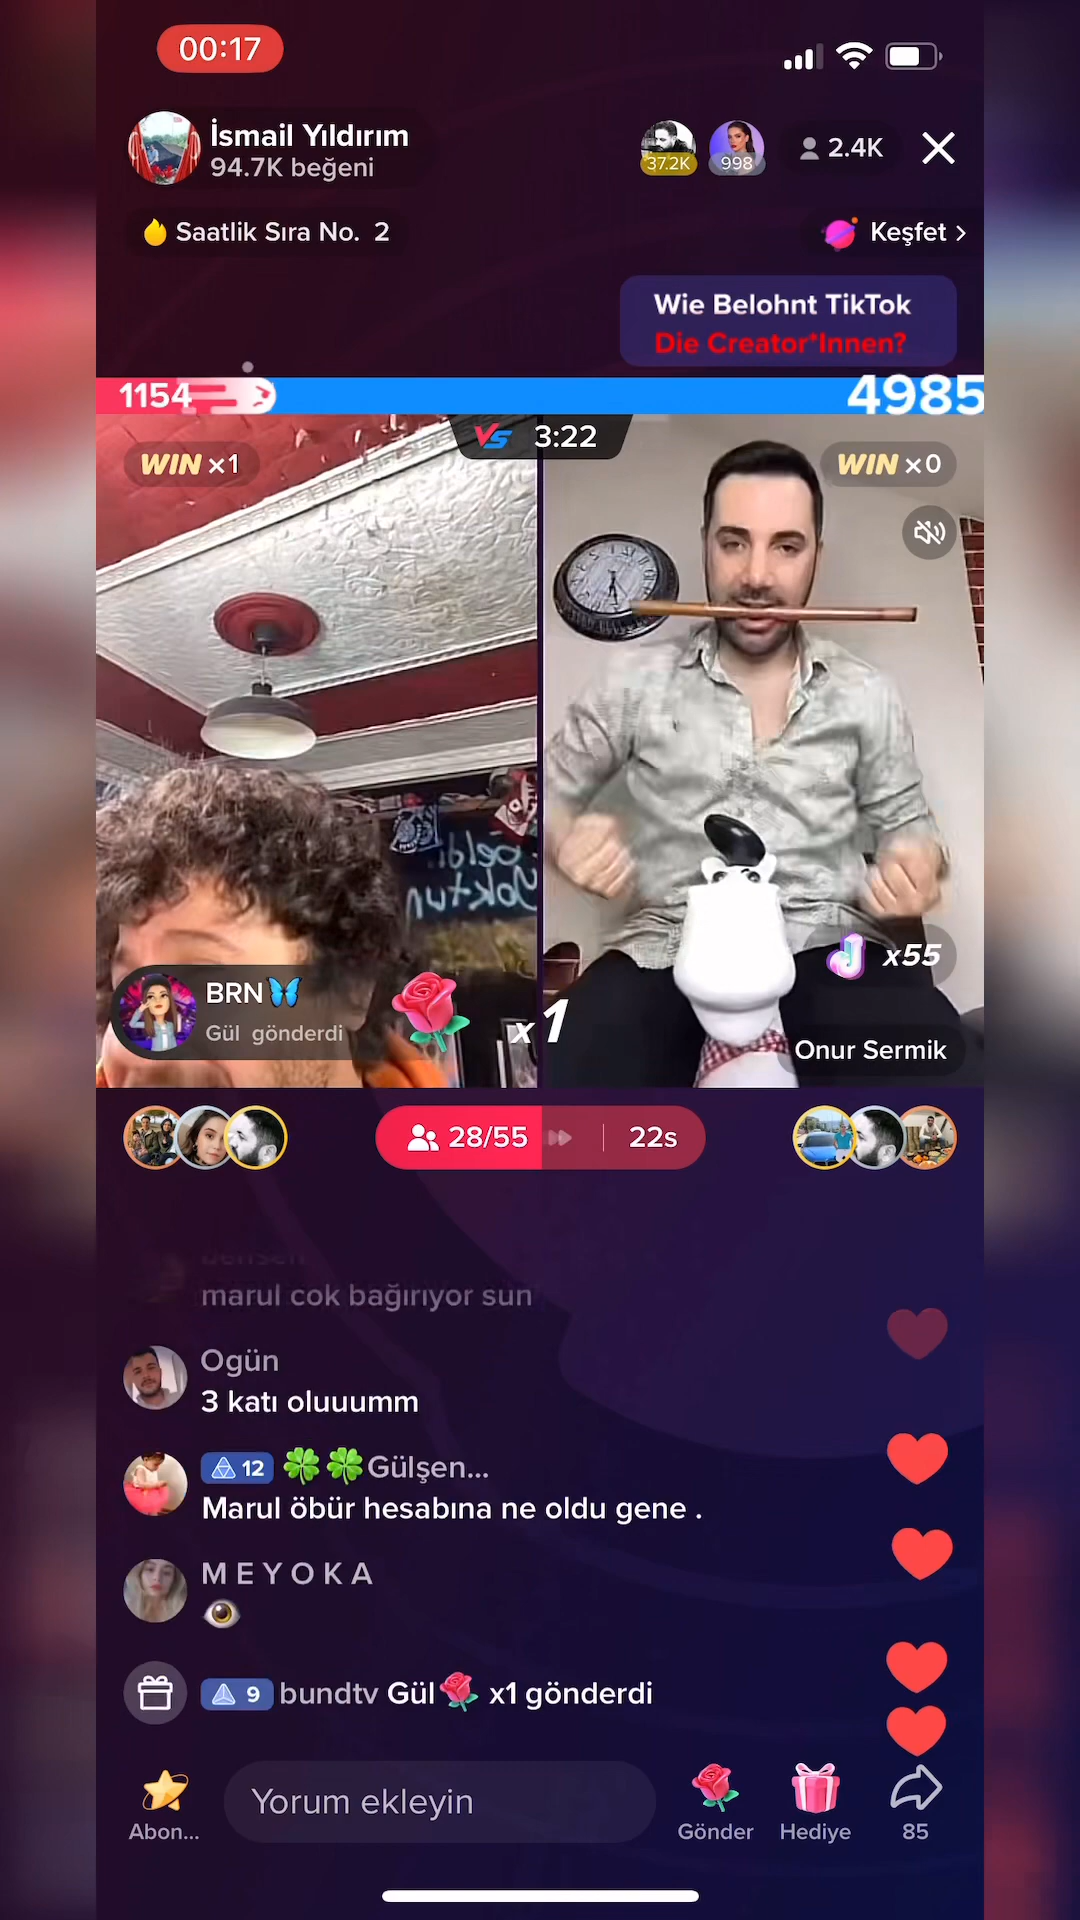 00:17
İsmail Yıldırım
94.7K beğeni
37.2K
998
2.4K
Saatlik Sıra No. 2
Keşfet >
Wie Belohnt TikTok
Die Creator*Innen?
1154
4985
VS 3:22
WIN x1
WIN x0
BRN
Gül gönderdi
x1
x55
Onur Sermik
28/55
22s
marul cok bağırıyor sun
Ogün
3 katı oluuumm
12 Gülşen...
Marul öbür hesabına ne oldu gene .
M E Y O K A
9 bundtv Gül x1 gönderdi
Yorum ekleyin
Abon...
Gönder
Hediye
85